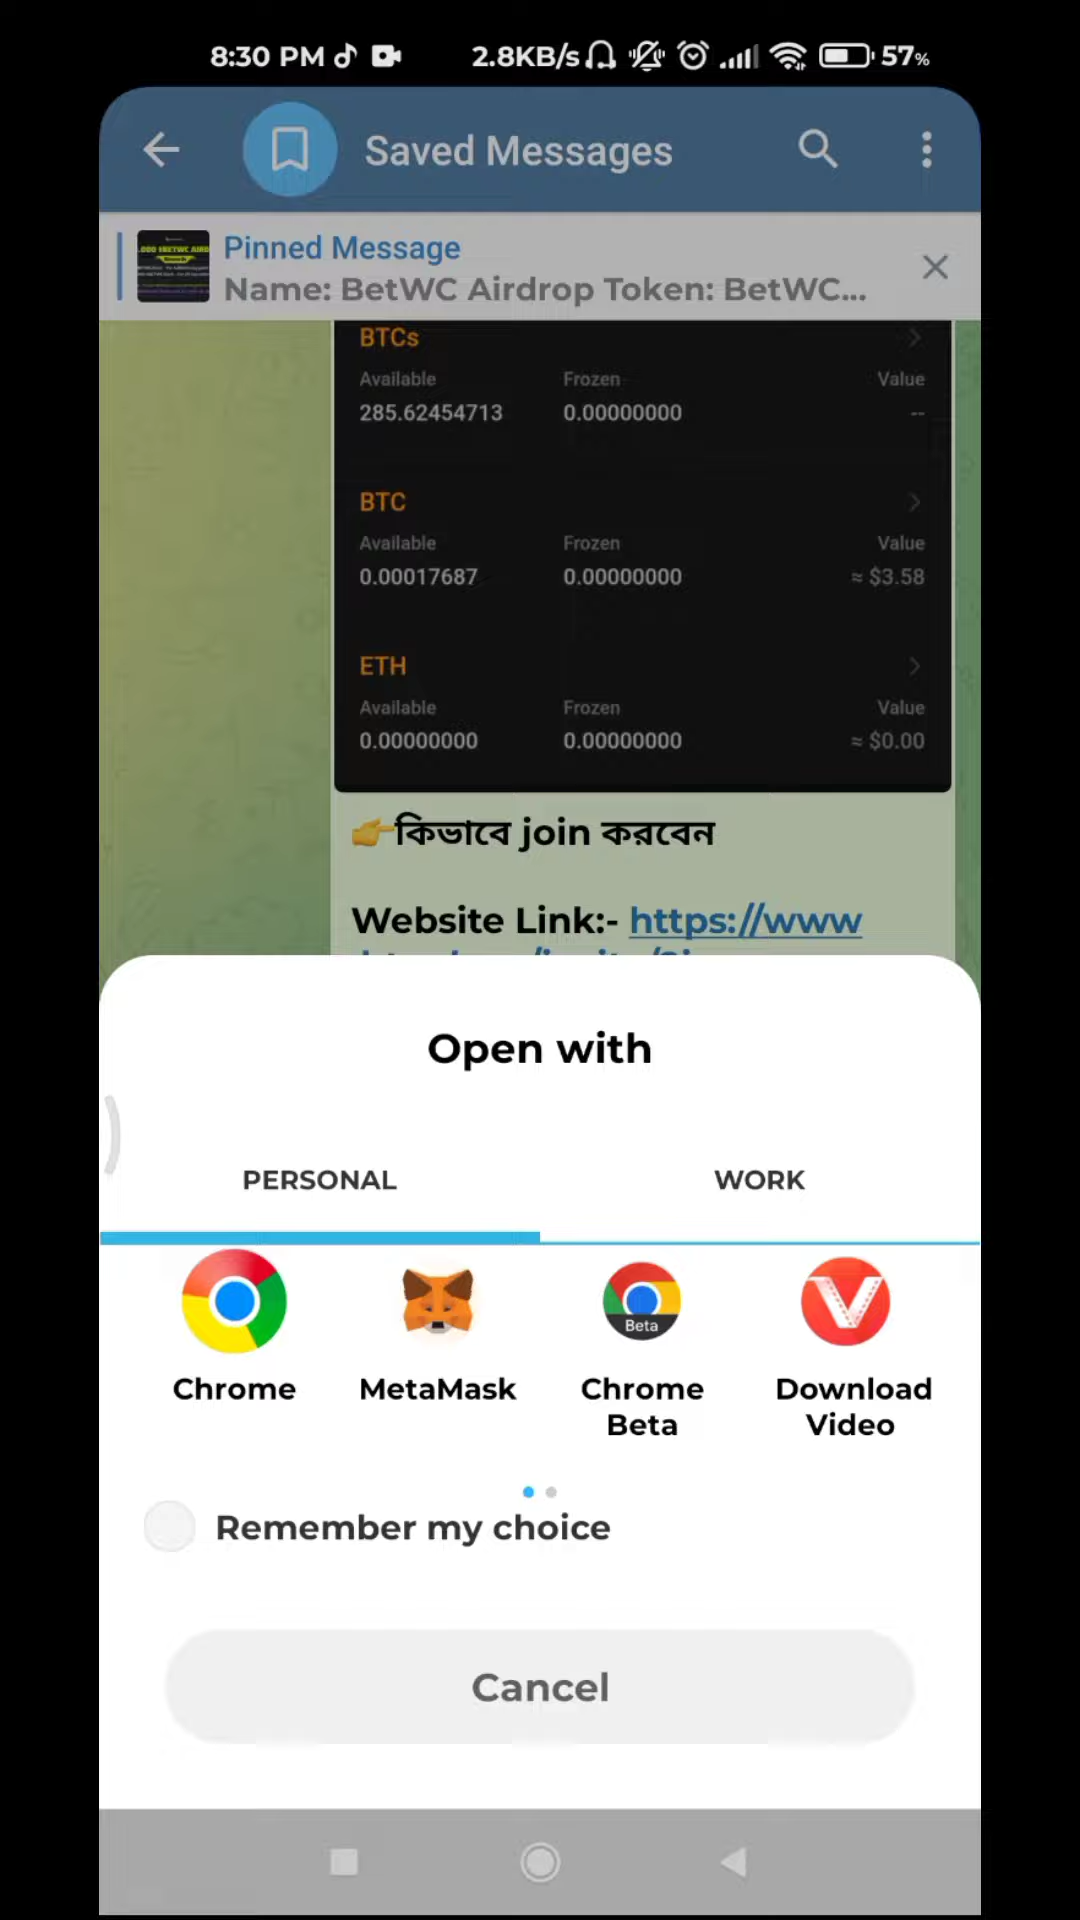 8:30 PM 2.8KB/s 57%
Saved Messages
Pinned Message
Name: BetWC Airdrop Token: BetWC...
BTCs
Available Frozen Value
285.62454713 0.00000000 --
BTC
Available Frozen Value
0.00017687 0.00000000 ≈ $3.58
ETH
Available Frozen Value
0.00000000 0.00000000 ≈ $0.00
👉কিভাবে join করবেন
Website Link:- https://www
Open with
PERSONAL WORK
Beta
Chrome MetaMask Chrome Beta Download Video
Remember my choice
Cancel